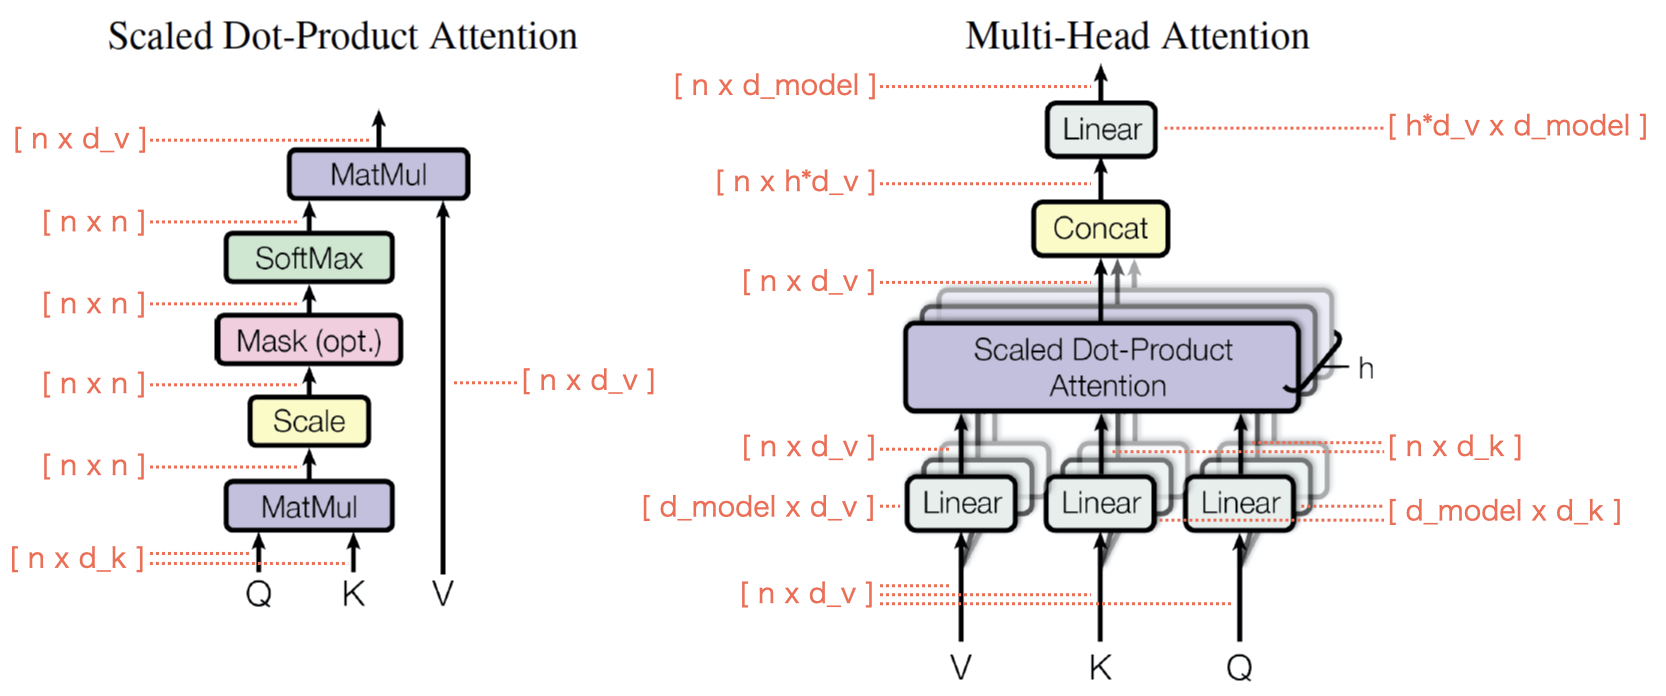 Scaled Dot-Product Attention
[ n x d_v ]
MatMul
[ n x n ]
SoftMax
[ n x n ]
Mask (opt.)
[ n x n ]
[ n x d_v ]
Scale
[ n x n ]
MatMul
[ n x d_k ]
Q K V
Multi-Head Attention
[ n x d_model ]
Linear
[ h*d_v x d_model ]
[ n x h*d_v ]
Concat
[ n x d_v ]
Scaled Dot-Product
Attention
h
[ n x d_v ]
[ n x d_k ]
[ d_model x d_v ]
Linear Linear Linear
[ d_model x d_k ]
[ n x d_v ]
V K Q